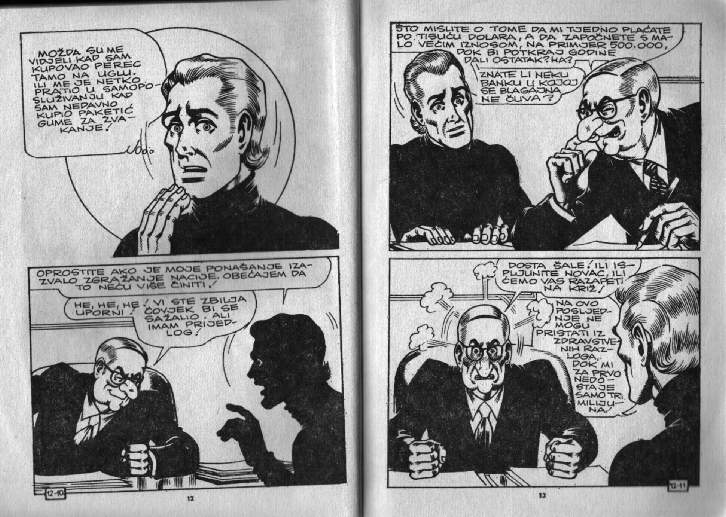 MOŽDA SU ME
VIDJELI KAD SAM
KUPOVAO PEREC
TAMO NA UGLU.
ILI ME JE NETKO
PRATIO U SAMOPO-
SLUŽIVANJU KAD
SAM NEDAVNO
KUPIO PAKETIĆ
GUME ZA ŽVA-
KANJE!
OPROSTITE AKO JE MOJE PONAŠANJE IZA-
ZVALO ZGRAŽANJE NACIJE. OBEĆAJEM DA
TO NEĆU VIŠE ČINITI!
HE, HE, HE! VI STE ZBILJA
UPORNI! ČOVJEK BI SE
SAŽALIO. ALI
IMAM PRIJED-
LOG!
12-10
12
ŠTO MISLITE O TOME DA MI TJEDNO PLAĆATE
PO TISUĆU DOLARA, A DA ZAPOČNETE S MA-
LO VEĆIM IZNOSOM, NA PRIMJER 500.000,
DOK BI POTKRAJ GODINE
DALI OSTATAK? HA?
ZNATE LI NEKU
BANKU U KOJOJ
SE BLAGAJNA
NE ČUVA?
DOSTA ŠALE! ILI IS-
PLJUNITE NOVAC, ILI
ĆEMO VAS RAZAPETI
NA KRIŽ!
NA OVO
POSLJED-
NJE NE
MOGU
PRISTATI IZ
ZDRAVSTVE-
NIH RAZ-
LOGA,
DOK MI
ZA PRVO
NEDO-
STAJE
SAMO TRI
MILIJU-
NA!
13
12-11